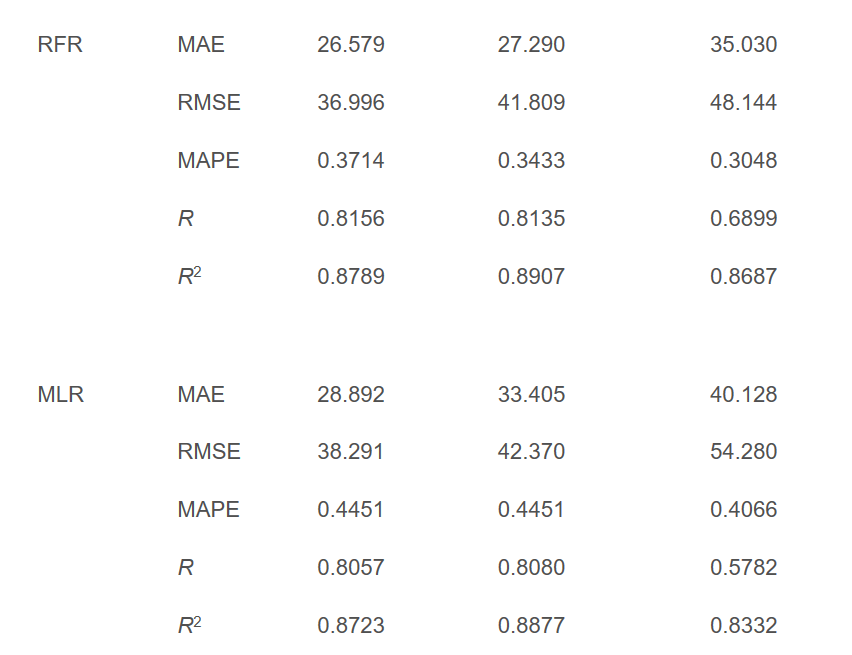 RFR MAE 26.579 27.290 35.030
RMSE 36.996 41.809 48.144
MAPE 0.3714 0.3433 0.3048
R 0.8156 0.8135 0.6899
R² 0.8789 0.8907 0.8687
MLR MAE 28.892 33.405 40.128
RMSE 38.291 42.370 54.280
MAPE 0.4451 0.4451 0.4066
R 0.8057 0.8080 0.5782
R² 0.8723 0.8877 0.8332